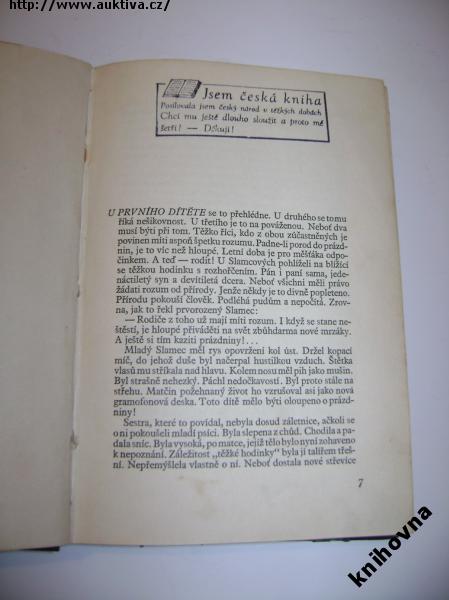 http://www.auktiva.cz/
Jsem česká kniha
Posilovala jsem český národ v těžkých dobách
Chci mu ještě dlouho sloužit a proto mě
šetři! — Děkuji!
U PRVNÍHO DÍTĚTE se to přehlédne. U druhého se tomu
říká nešikovnost. U třetího je to na pováženou. Neboť dva
musí býti při tom. Těžko říci, kdo z obou zúčastněných je
povinen míti aspoň špetku rozumu. Padne-li porod do prázd-
nin, je to víc než hloupé. Letní doba je pro měšťáka odpo-
činkem. A teď — rodit! U Slamcových pohlíželi na blížící
se těžkou hodinku s rozhořčením. Pán i paní sama, jede-
náctiletý syn a devítiletá dcera. Neboť všichni měli právo
žádati rozum od přírody. Jenže někdy je to divně popleteno.
Přírodu pokouší člověk. Podléhá pudům a nepočítá. Zrov-
na, jak to řekl prvorozený Slamec:
— Rodiče z toho už mají míti rozum. I když se stane ne-
štěstí, je hloupé přiváděti na svět zbůhdarma nové mrzáky.
A ještě si tím kaziti prázdniny!...
Mladý Slamec měl rys opovržení kol úst. Držel kopací
míč, do jehož duše byl načerpal hustilkou vzduch. Štětka
vlasů mu stříkala nad hlavu. Kolem nosu měl pih jako mušin.
Byl strašně nehezký. Páchl nedočkavostí. Byl proto stále na
střehu. Matčin požehnaný život ho vzrušoval asi jako nová
gramofonová deska. Toto dítě mělo býti oloupeno o prázd-
niny!
Sestra, které to povídal, nebyla dosud záletnice, ačkoli se
o ni pokoušeli mladí psíci. Byla slepena z chůd. Chodila a pa-
dala sníc. Byla vysoká, po matce, jejíž tělo bylo nyní zohaveno
k nepoznání. Záležitost „těžké hodinky" byla jí talířem třeš-
ní. Nepřemýšlela vlastně o ní. Neboť dostala nové střevíce
7
knihovna